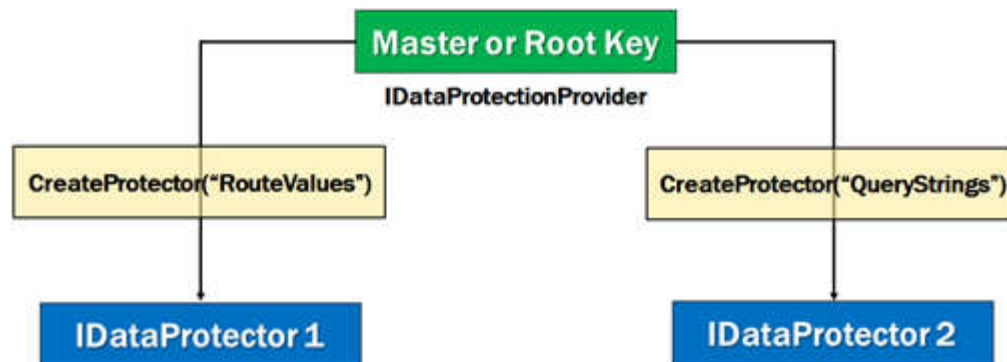 Master or Root Key
IDataProtectionProvider
CreateProtector(“RouteValues”)
CreateProtector(“QueryStrings”)
IDataProtector 1
IDataProtector 2